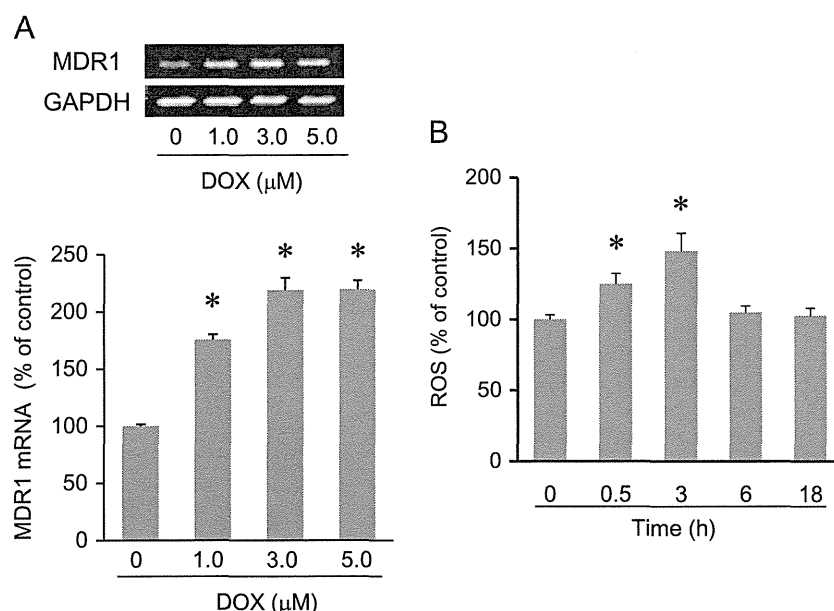 A
MDR1
GAPDH
0 1.0 3.0 5.0
DOX (μM)
MDR1 mRNA (% of control)
250
200
150
100
50
0
* * *
0 1.0 3.0 5.0
DOX (μM)
B
ROS (% of control)
200
150
100
50
0
* *
0 0.5 3 6 18
Time (h)